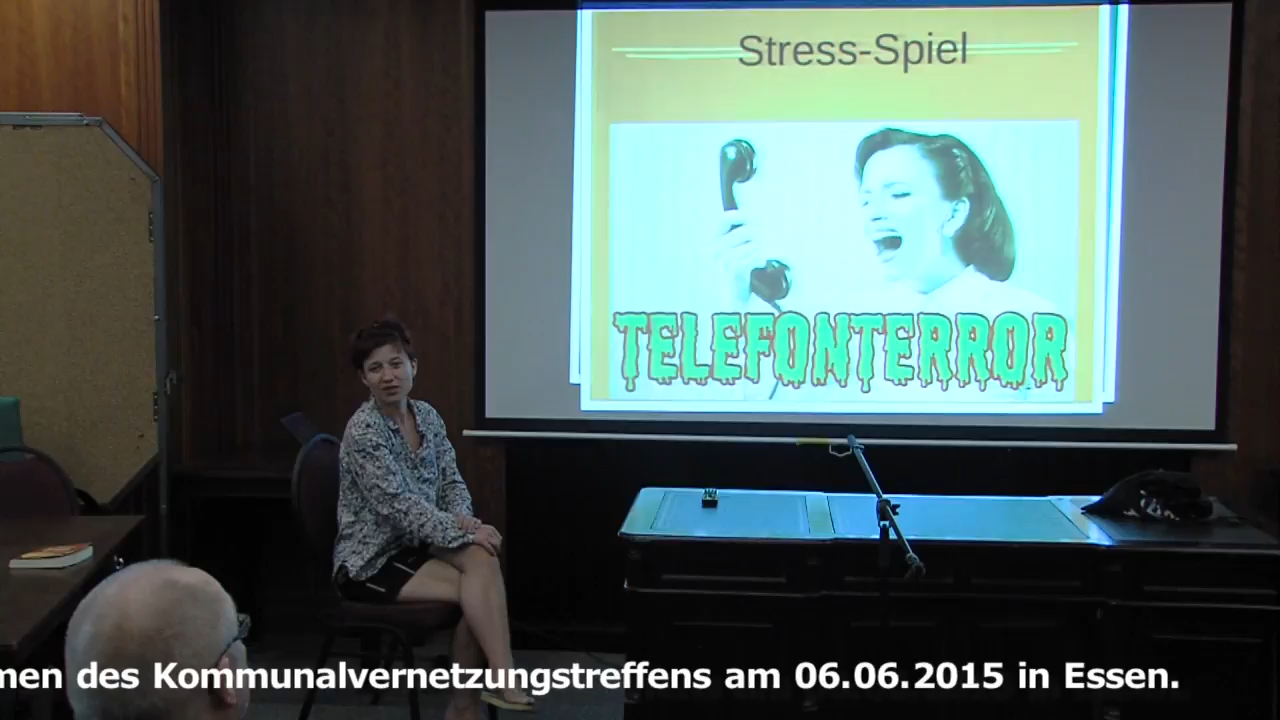 Stress-Spiel
TELEFONTERROR
men des Kommunalvernetzungstreffens am 06.06.2015 in Essen.